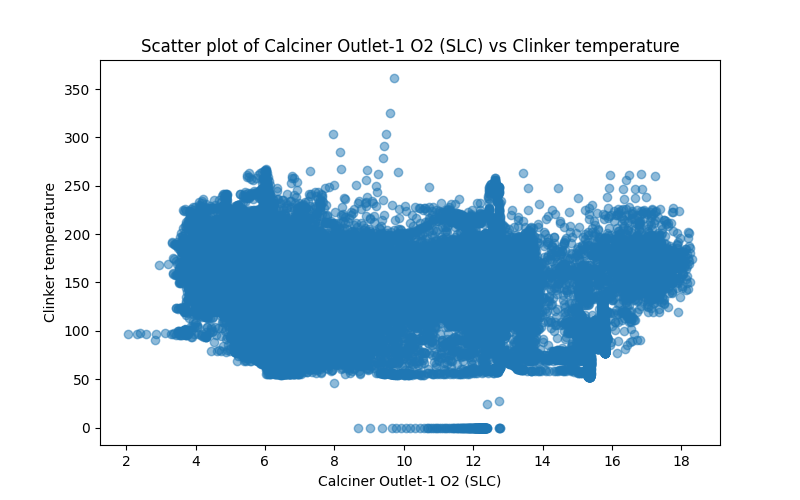 Scatter plot of Calciner Outlet-1 O2 (SLC) vs Clinker temperature
350
300
250
200
150
100
50
0
Clinker temperature
2 4 6 8 10 12 14 16 18
Calciner Outlet-1 O2 (SLC)